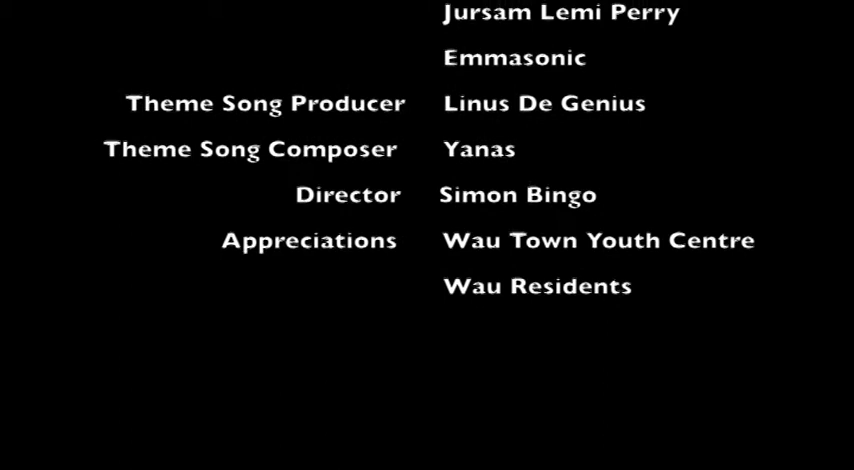 Jursam Lemi Perry
Emmasonic
Theme Song Producer Linus De Genius
Theme Song Composer Yanas
Director Simon Bingo
Appreciations Wau Town Youth Centre
Wau Residents